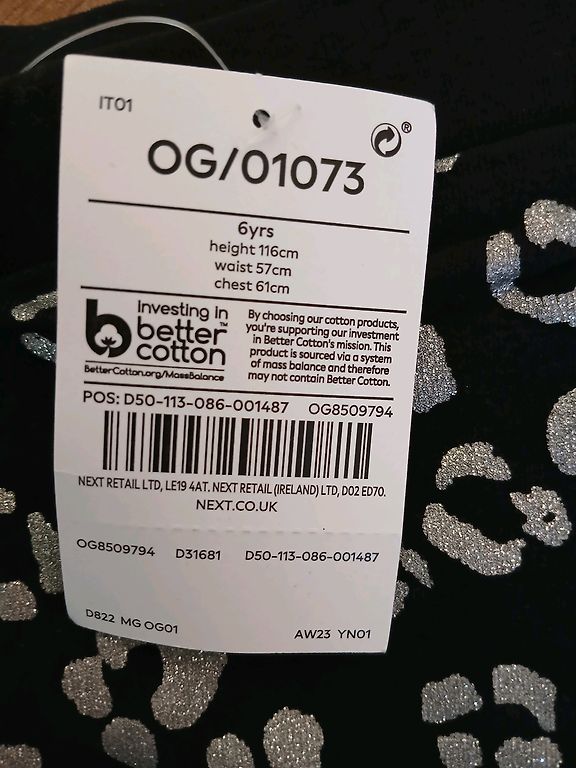 IT01
®
OG/01073
6yrs
height 116cm
waist 57cm
chest 61cm
Investing In
better™
cotton
BetterCotton.org/MassBalance
By choosing our cotton products,
you're supporting our investment
in Better Cotton's mission. This
product is sourced via a system
of mass balance and therefore
may not contain Better Cotton.
POS: D50-113-086-001487 OG8509794
NEXT RETAIL LTD, LE19 4AT. NEXT RETAIL (IRELAND) LTD, D02 ED70.
NEXT.CO.UK
OG8509794 D31681 D50-113-086-001487
D822 MG OG01
AW23 YN01